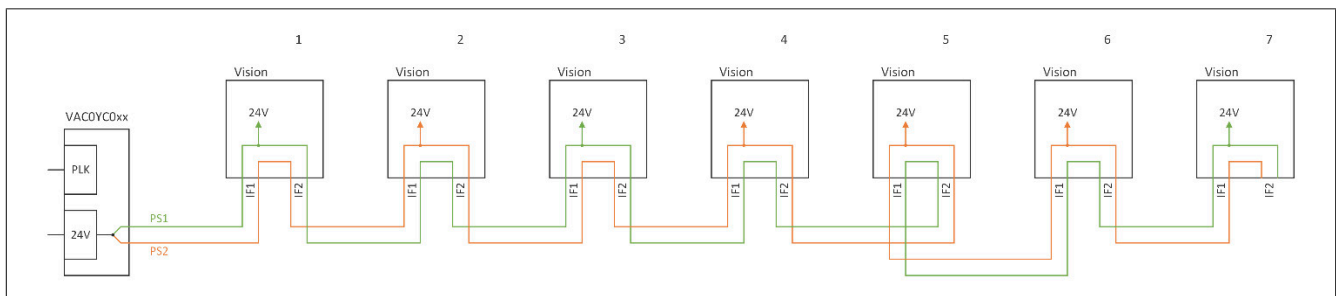 1 2 3 4 5 6 7
Vision Vision Vision Vision Vision Vision Vision
24V 24V 24V 24V 24V 24V 24V
VAC0YC0xx
PLK
IF1 IF2 IF1 IF2 IF1 IF2 IF1 IF2 IF1 IF2 IF1 IF2 IF1 IF2
PS1
24V
PS2